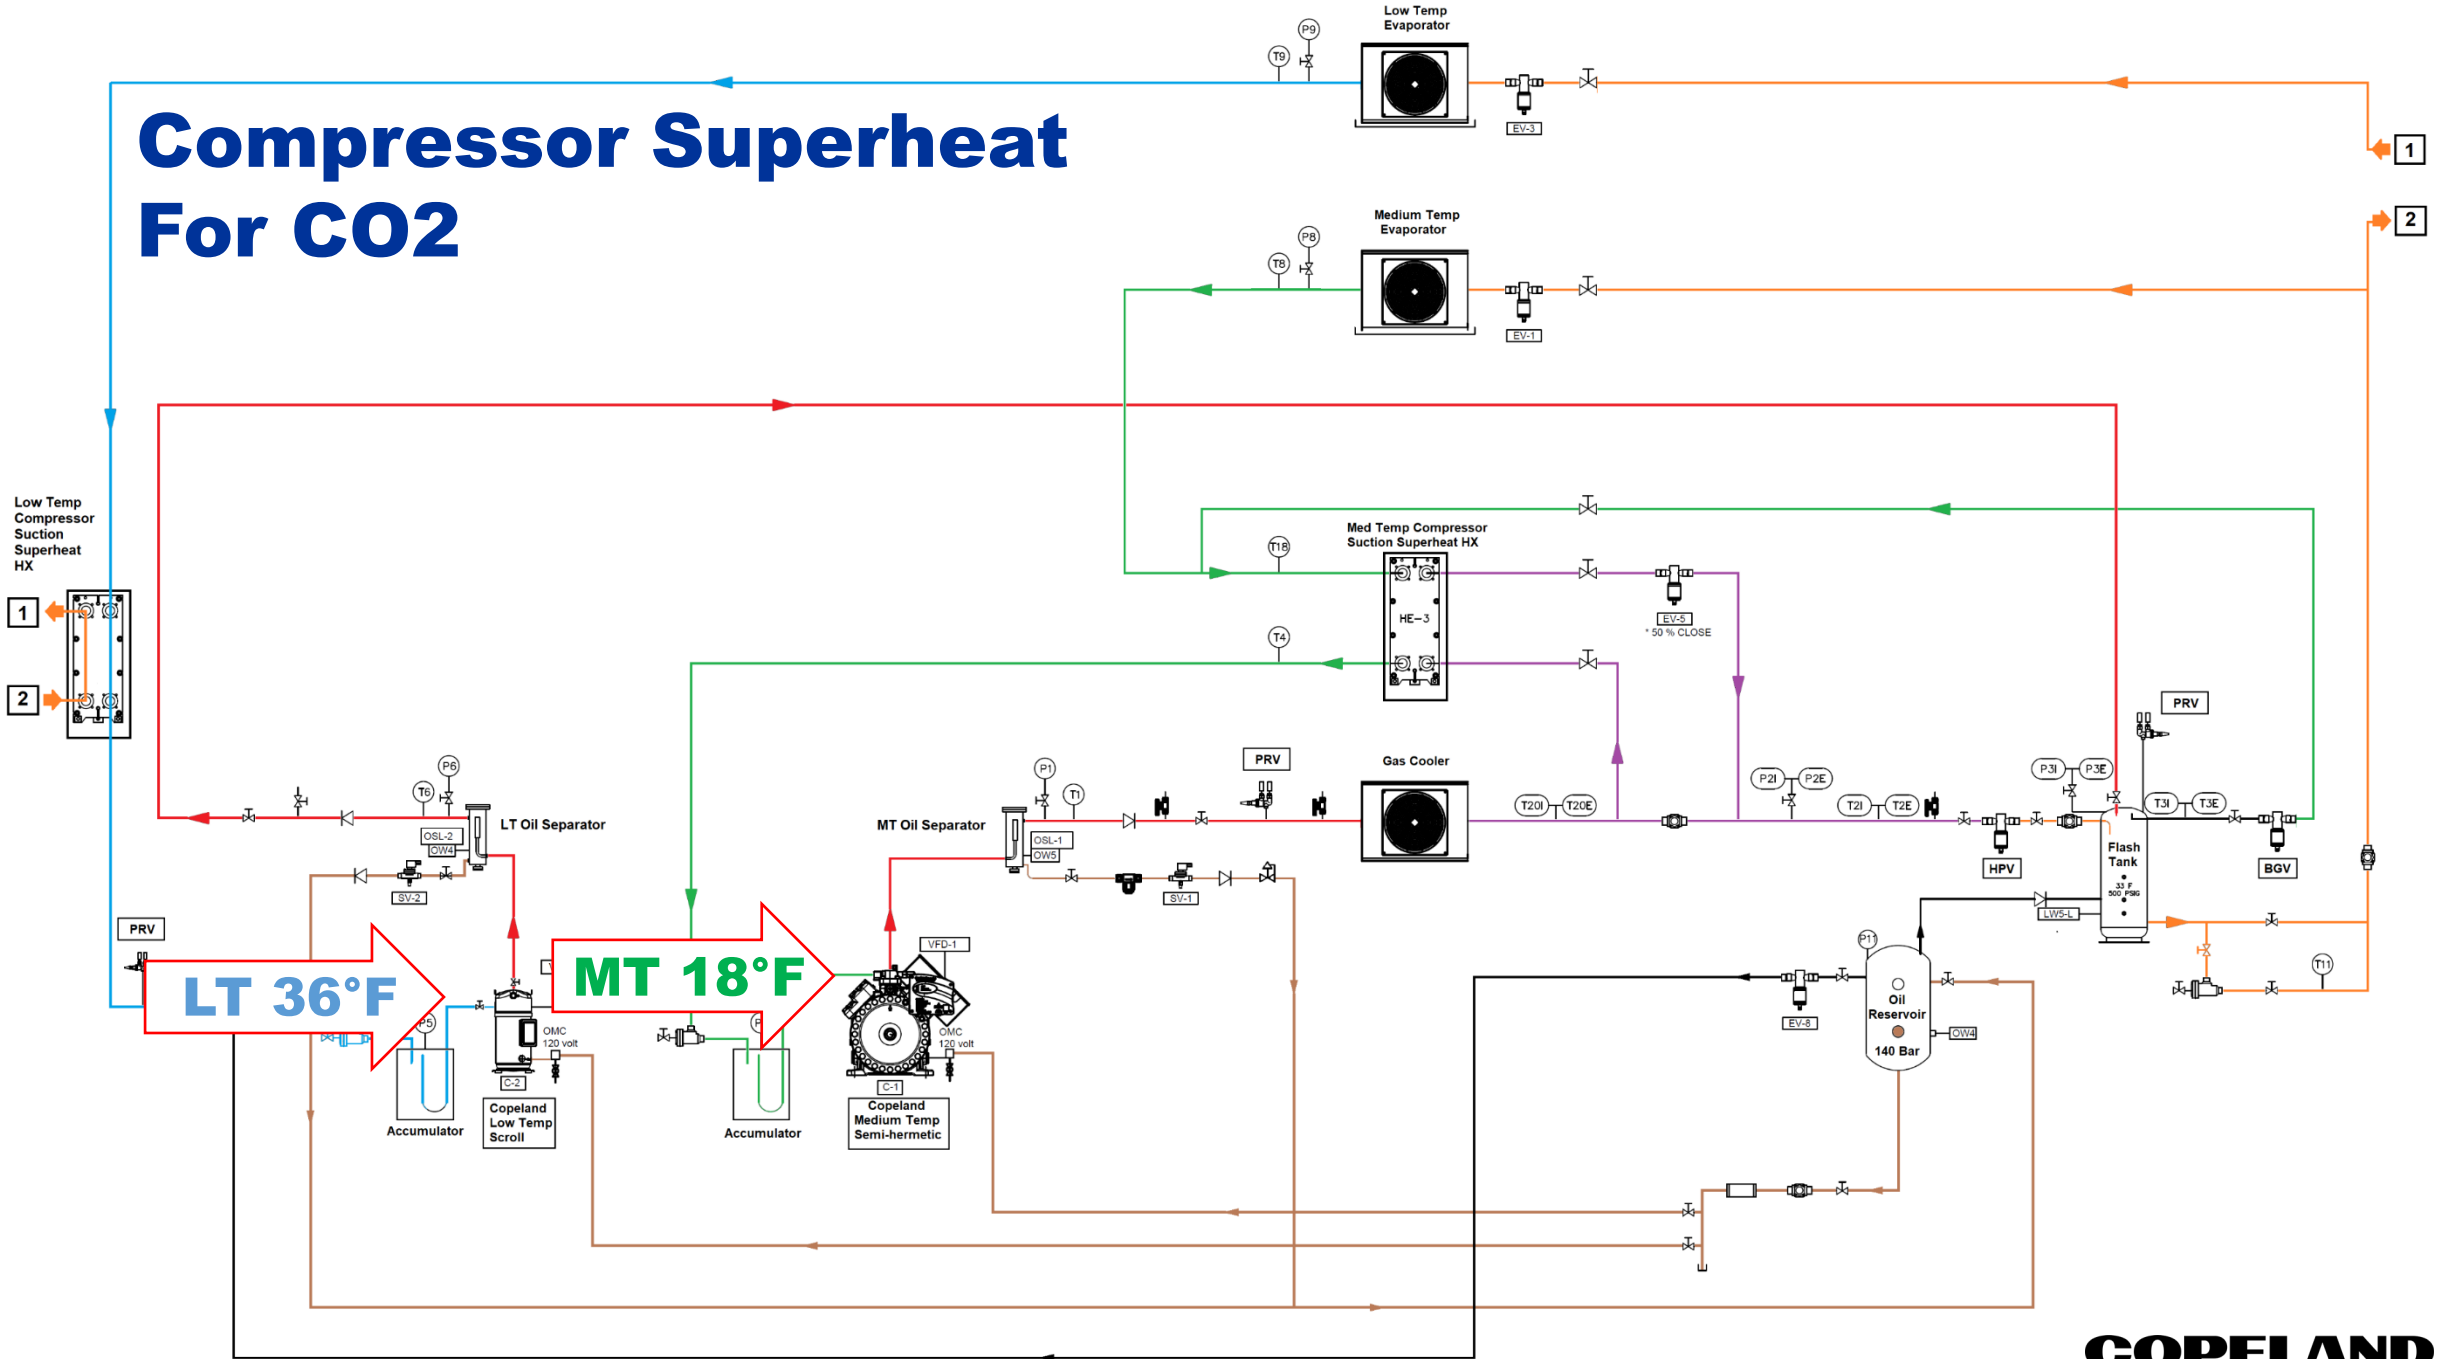 Low Temp
Evaporator
P9
T9
EV-3
Compressor Superheat
For CO2
1
2
Medium Temp
Evaporator
P8
T8
EV-1
Low Temp
Compressor
Suction
Superheat
HX
1
2
Med Temp Compressor
Suction Superheat HX
T18
HE-3
EV-5
* 50 % CLOSE
T4
PRV
P6
T6
LT Oil Separator
OSL-2
OW4
SV-2
P1
T1
MT Oil Separator
OSL-1
OW5
SV-1
PRV
Gas Cooler
T20I
T20E
P2I
P2E
T2I
T2E
P3I
P3E
T3I
T3E
HPV
BGV
Flash
Tank
33 F
500 PSIG
LW5-L
PRV
LT 36°F
MT 18°F
VFD-1
P5
OMC
120 volt
OMC
120 volt
C-2
C-1
Accumulator
Copeland
Low Temp
Scroll
Accumulator
Copeland
Medium Temp
Semi-hermetic
P11
EV-8
Oil
Reservoir
140 Bar
OW4
T11
COPELAND